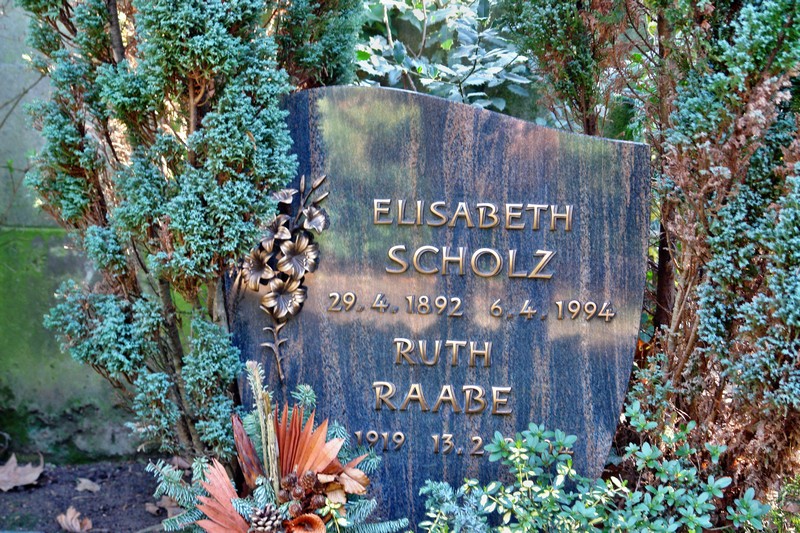 ELISABETH
SCHOLZ
29. 4. 1892 6. 4. 1994
RUTH
RAABE
1919 13. 2.